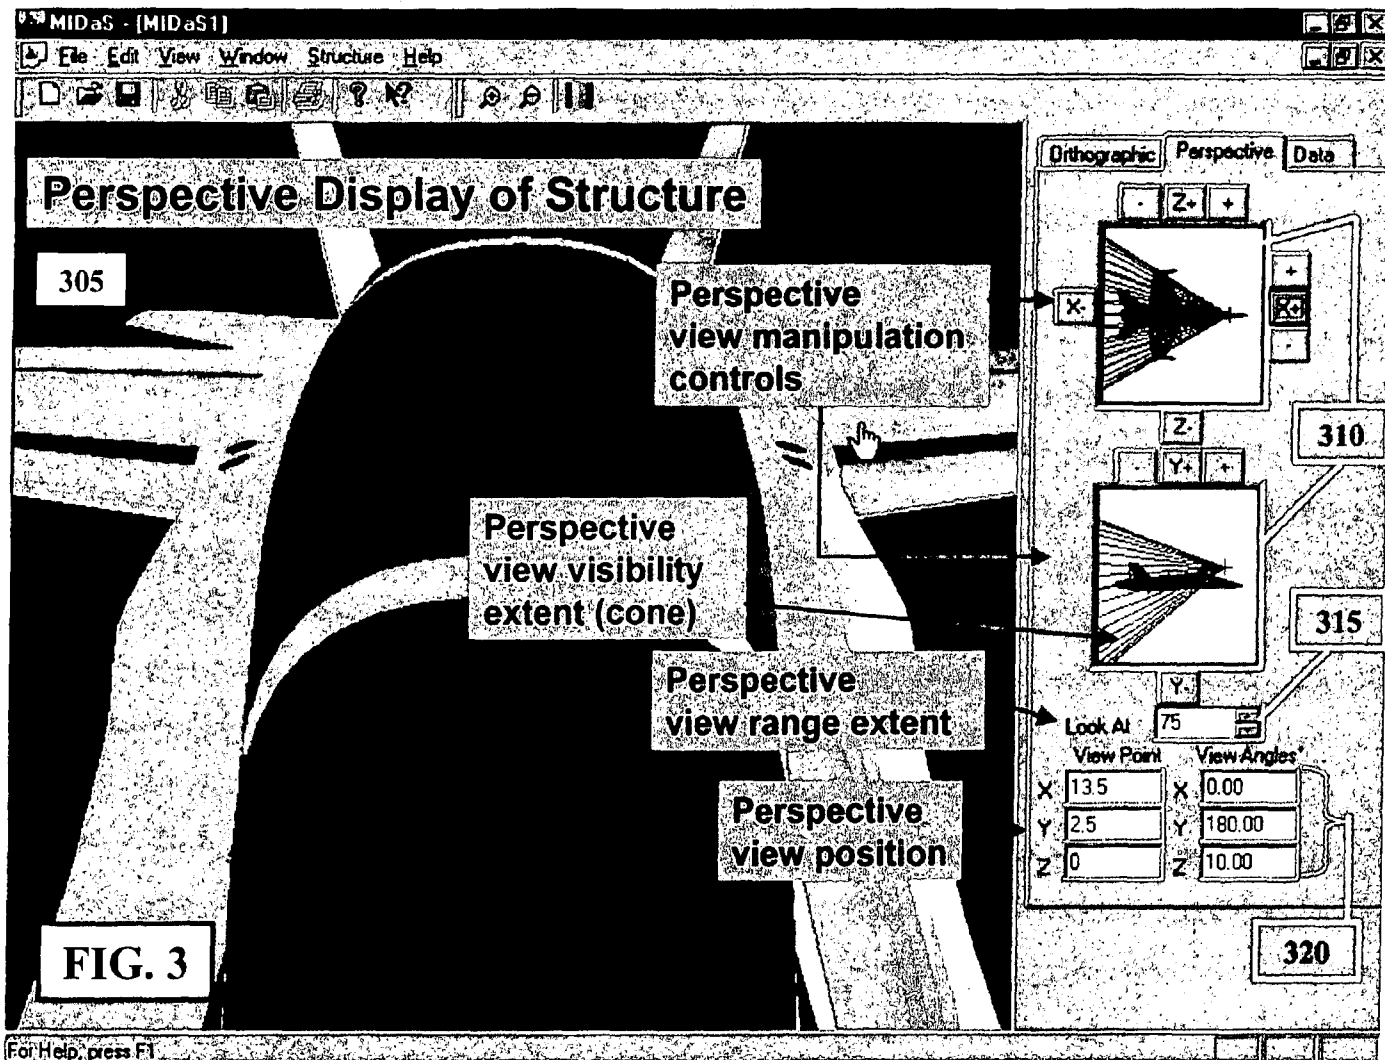 MIDaS - [MIDaS1]
File Edit View Window Structure Help
Orthographic Perspective Data
Perspective Display of Structure
305
- Z+ +
Perspective
view manipulation
controls
X-
+
X+
-
Z-
310
- Y+ +
Perspective
view visibility
extent (cone)
315
Perspective
view range extent
Y-
Look At 75
View Point View Angles*
X 13.5 X 0.00
Y 2.5 Y 180.00
Z 0 Z 10.00
Perspective
view position
FIG. 3
320
For Help, press F1